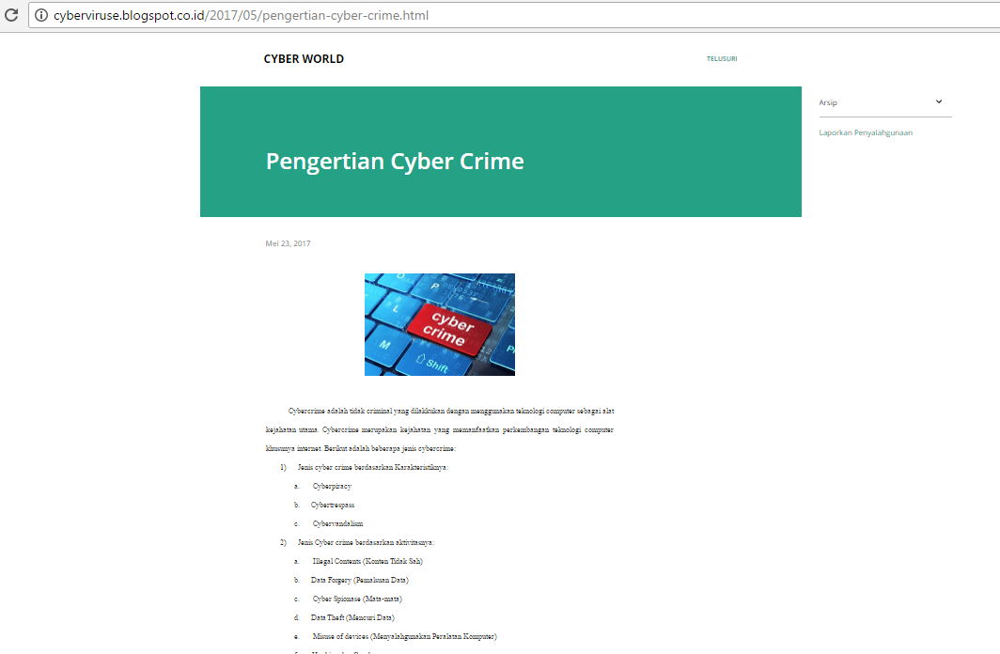 cyberviruse.blogspot.co.id/2017/05/pengertian-cyber-crime.html
CYBER WORLD
TELUSURI
Arsip
Laporkan Penyalahgunaan
Pengertian Cyber Crime
Mei 23, 2017
P
L
cyber
crime
M
Shift
P
Cybercrime adalah tidak criminal yang dilakkukan dengan menggunakan teknologi computer sebagai alat
kejahatan utama. Cybercrime merupakan kejahatan yang memanfaatkan perkembangan teknologi computer
khusunya internet. Berikut adalah beberapa jenis cybercrime:
1) Jenis cyber crime berdasarkan Karakteristiknya:
a. Cyberpiracy
b. Cybertrespass
c. Cybervandalism
2) Jenis Cyber crime berdasarkan aktivitasnya:
a. Illegal Contents (Konten Tidak Sah)
b. Data Forgery (Pemalsuan Data)
c. Cyber Spionase (Mata-mata)
d. Data Theft (Mencuri Data)
e. Misuse of devices (Menyalahgunakan Peralatan Komputer)